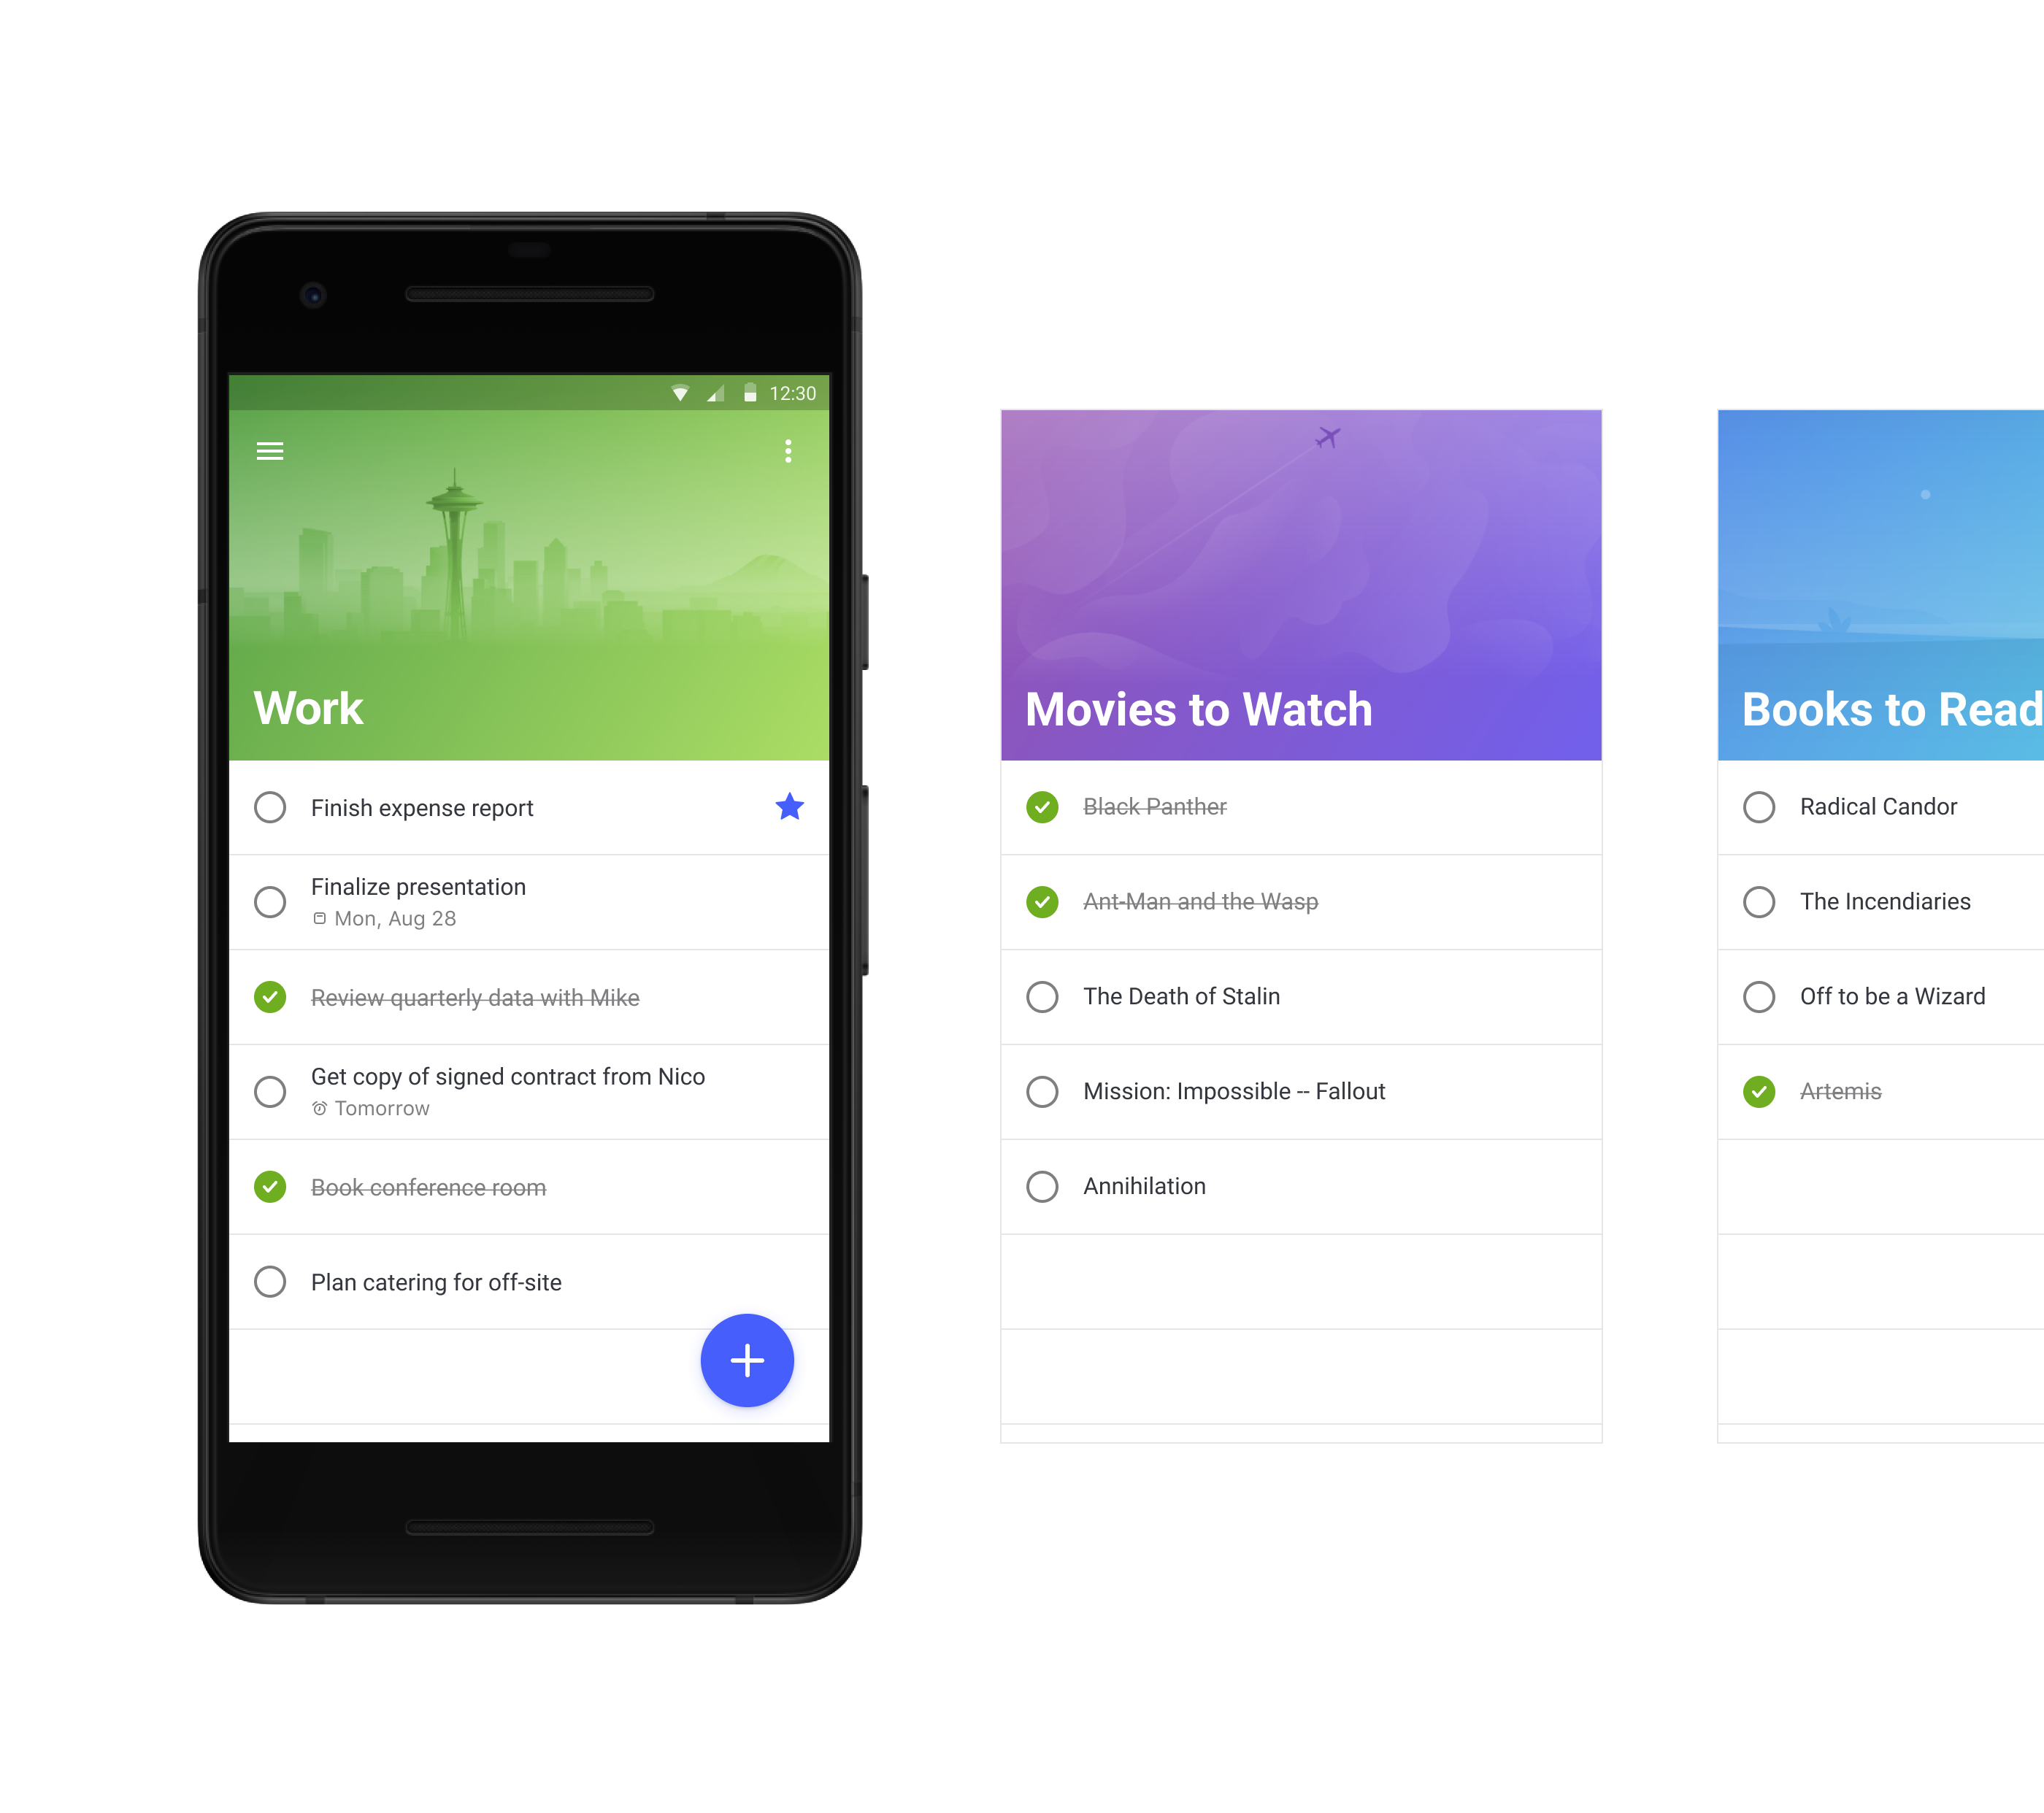 12:30
Work
Finish expense report
Finalize presentation
Mon, Aug 28
Review quarterly data with Mike
Get copy of signed contract from Nico
Tomorrow
Book conference room
Plan catering for off-site
Movies to Watch
Black Panther
Ant-Man and the Wasp
The Death of Stalin
Mission: Impossible -- Fallout
Annihilation
Books to Read
Radical Candor
The Incendiaries
Off to be a Wizard
Artemis